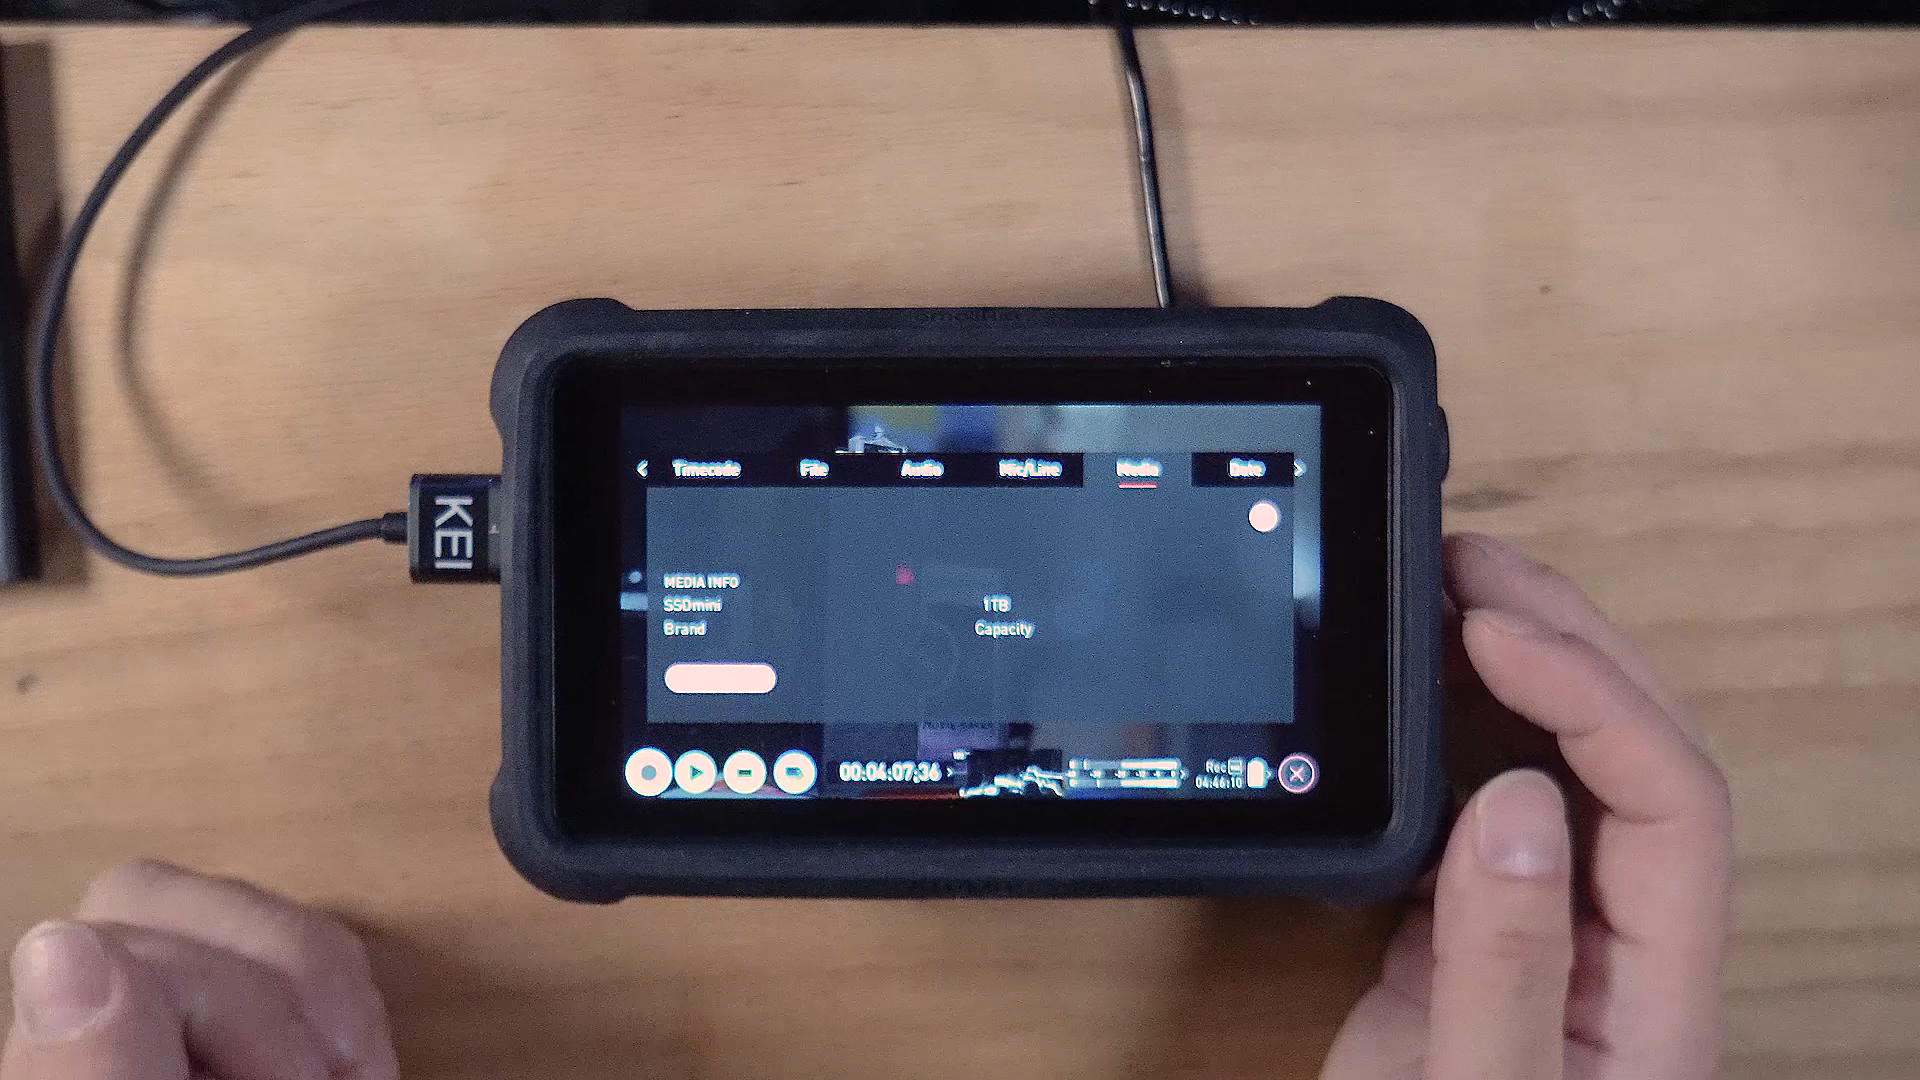 SmallRig
Timecode File Audio Mic/Line Media Date
KEI
MEDIA INFO
SSDmini 1TB
Brand Capacity
00:04:07;36
Rec
04:46:10